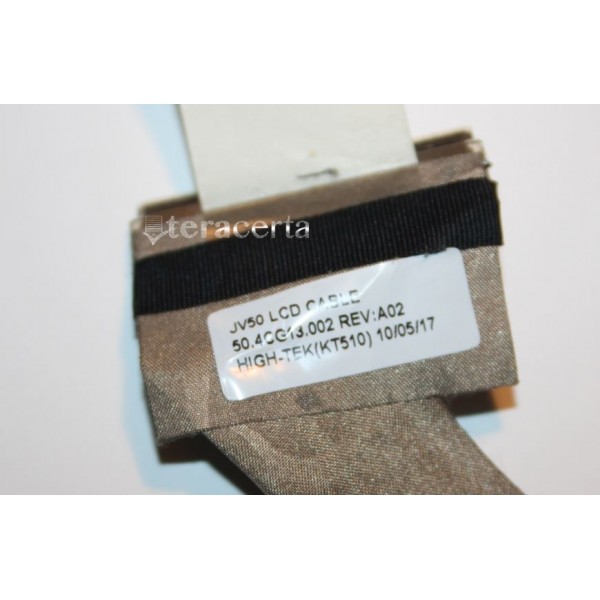 teracerta
JV50 LCD CABLE
50.4CG13.002 REV:A02
HIGH-TEK(KT510) 10/05/17